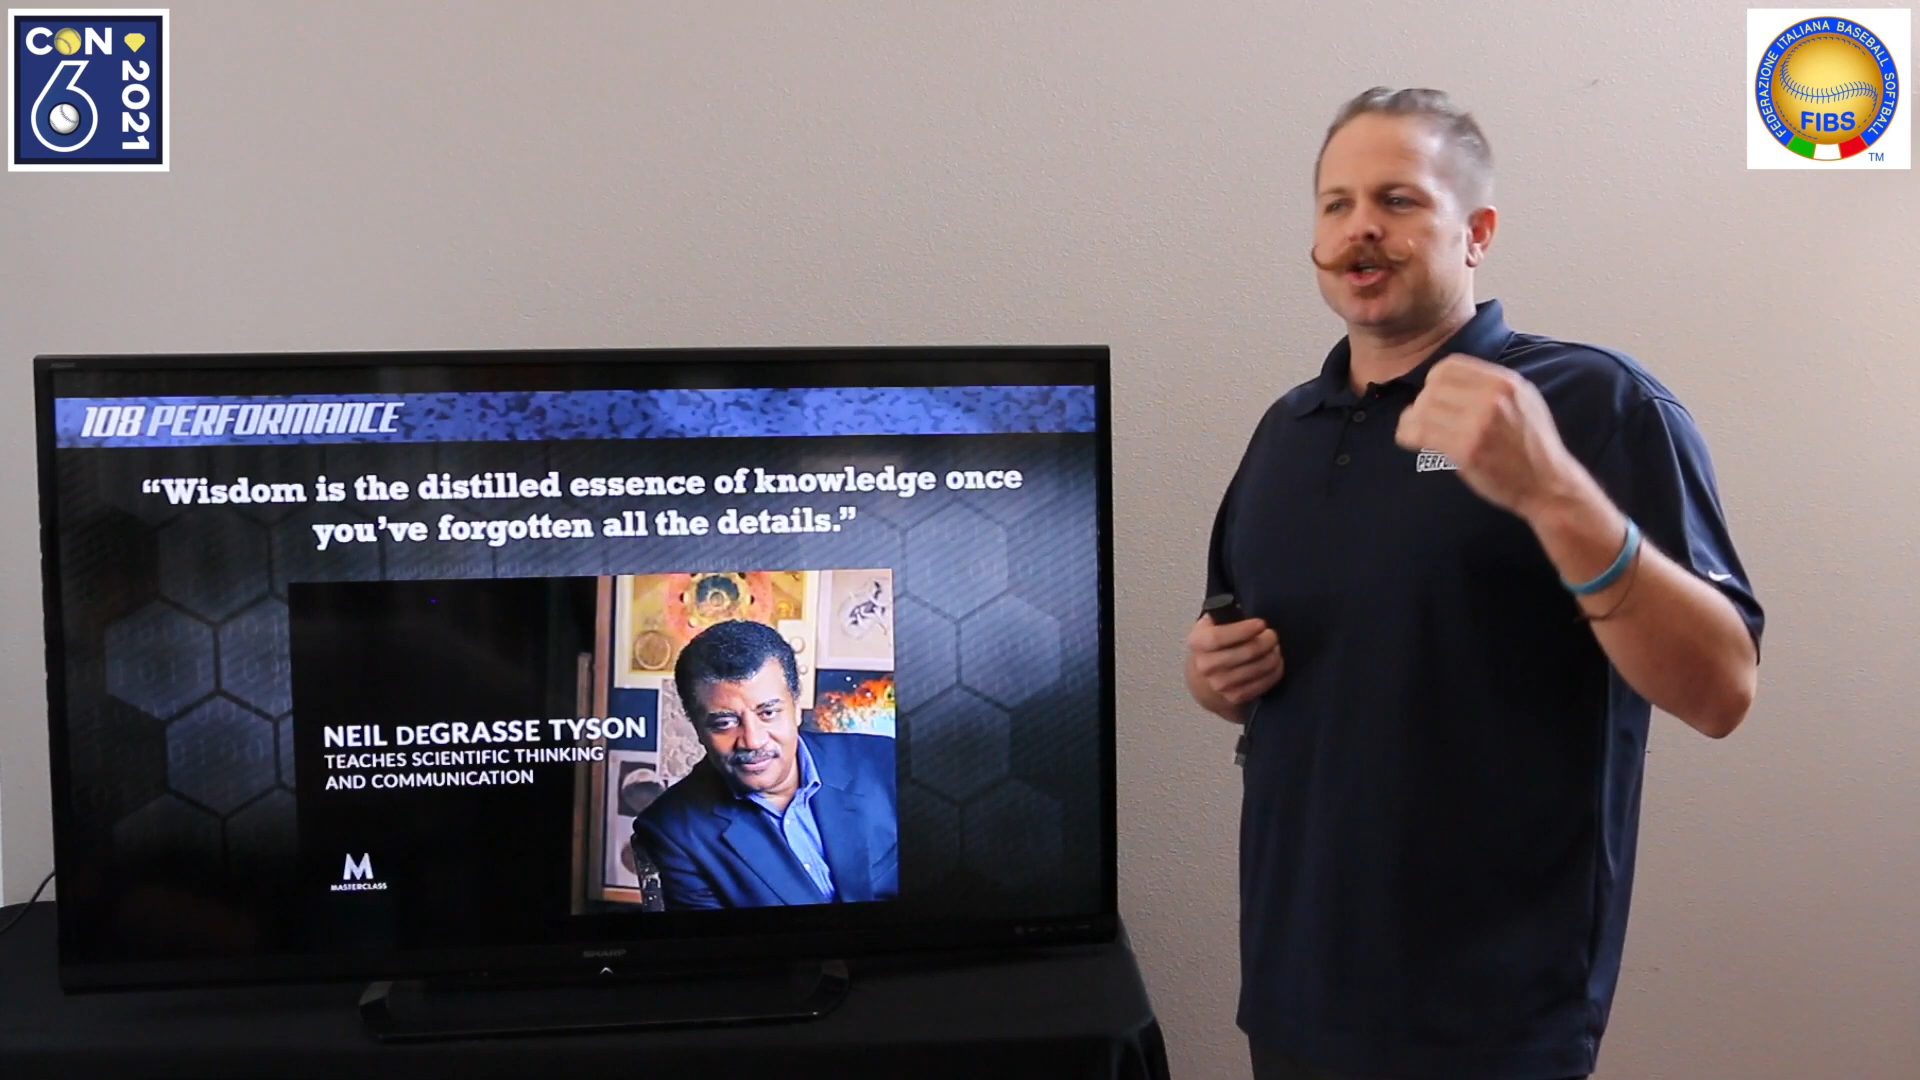 CON
6
2021
FEDERAZIONE ITALIANA BASEBALL SOFTBALL
FIBS
TM
108 PERFORMANCE
“Wisdom is the distilled essence of knowledge once
you’ve forgotten all the details.”
NEIL DEGRASSE TYSON
TEACHES SCIENTIFIC THINKING
AND COMMUNICATION
M
MASTERCLASS
SHARP